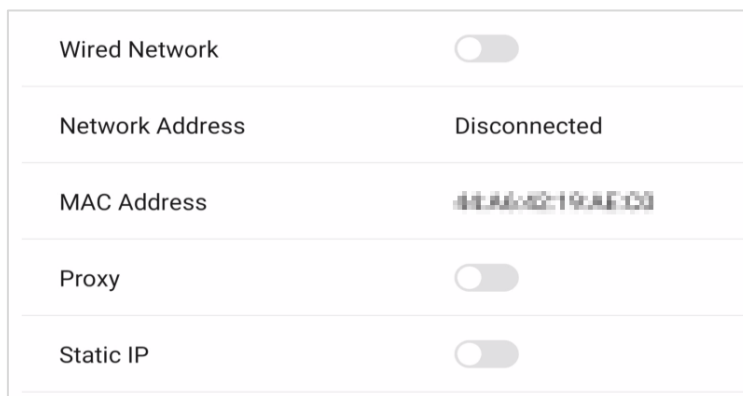 Wired Network
Network Address Disconnected
MAC Address
Proxy
Static IP